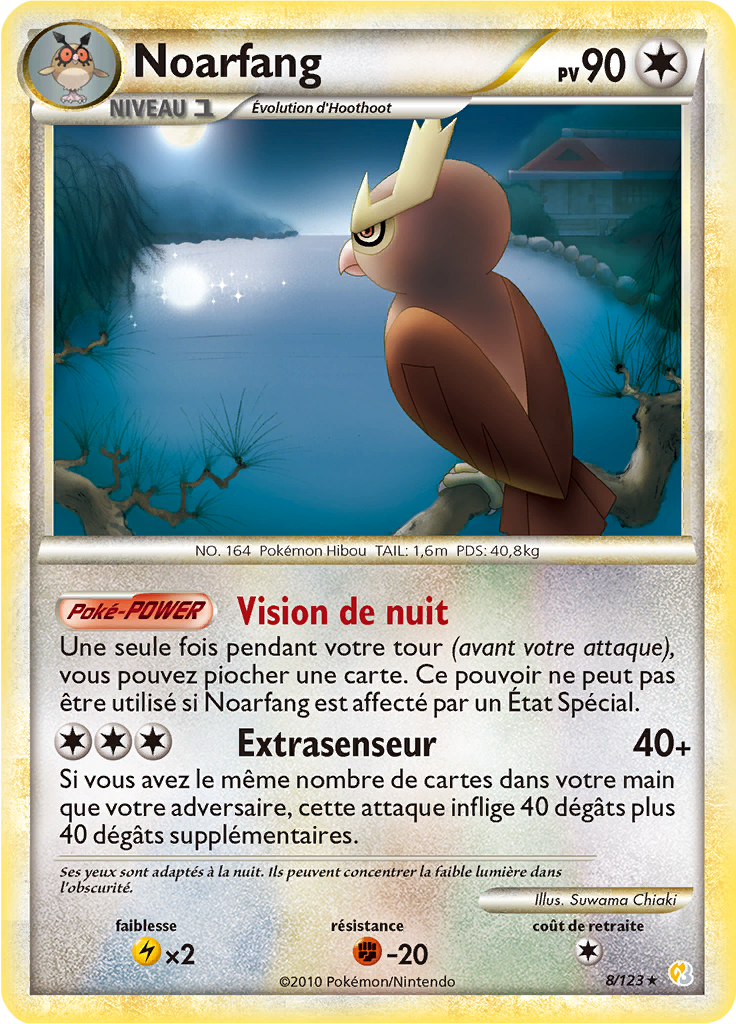 Noarfang
PV 90
NIVEAU 1
Évolution d'Hoothoot
NO. 164 Pokémon Hibou TAIL: 1,6m PDS: 40,8kg
Poké-POWER Vision de nuit
Une seule fois pendant votre tour (avant votre attaque),
vous pouvez piocher une carte. Ce pouvoir ne peut pas
être utilisé si Noarfang est affecté par un État Spécial.
Extrasenseur 40+
Si vous avez le même nombre de cartes dans votre main
que votre adversaire, cette attaque inflige 40 dégâts plus
40 dégâts supplémentaires.
Ses yeux sont adaptés à la nuit. Ils peuvent concentrer la faible lumière dans
l'obscurité.
Illus. Suwama Chiaki
faiblesse résistance coût de retraite
×2 -20
©2010 Pokémon/Nintendo 8/123 ★